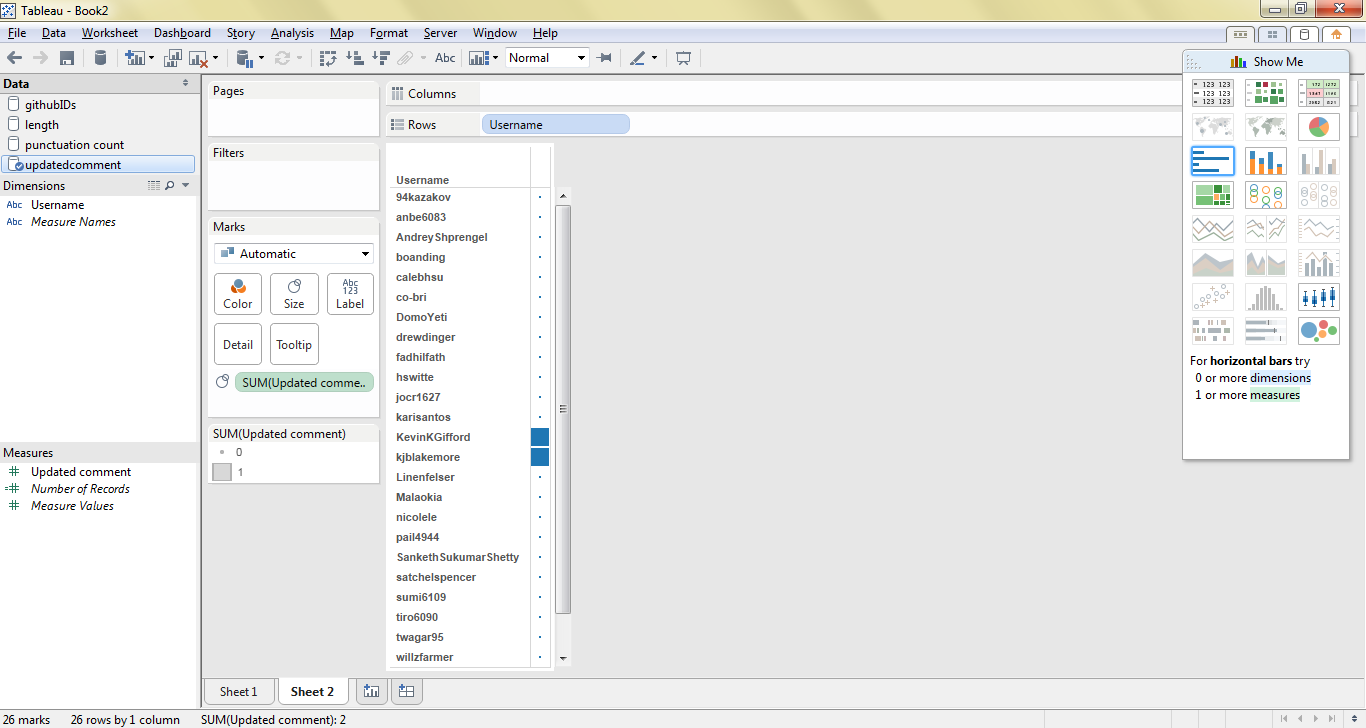 Tableau - Book2
File Data Worksheet Dashboard Story Analysis Map Format Server Window Help
Abc Normal
Show Me
Data
githubIDs
length
punctuation count
updatedcomment
Dimensions
Abc Username
Abc Measure Names
Measures
Updated comment
Number of Records
Measure Values
Pages
Filters
Marks
Automatic
Color
Size
Abc
123
Label
Detail
Tooltip
SUM(Updated comme..
SUM(Updated comment)
0
1
Columns
Rows Username
Username
94kazakov
anbe6083
AndreyShprengel
boanding
calebhsu
co-bri
DomoYeti
drewdinger
fadhilfath
hswitte
jocr1627
karisantos
KevinKGifford
kjblakemore
Linenfelser
Malaokia
nicolele
pail4944
SankethSukumarShetty
satchelspencer
sumi6109
tiro6090
twagar95
willzfarmer
123 123
123 123
123 123
For horizontal bars try
0 or more dimensions
1 or more measures
Sheet 1 Sheet 2
26 marks 26 rows by 1 column SUM(Updated comment): 2